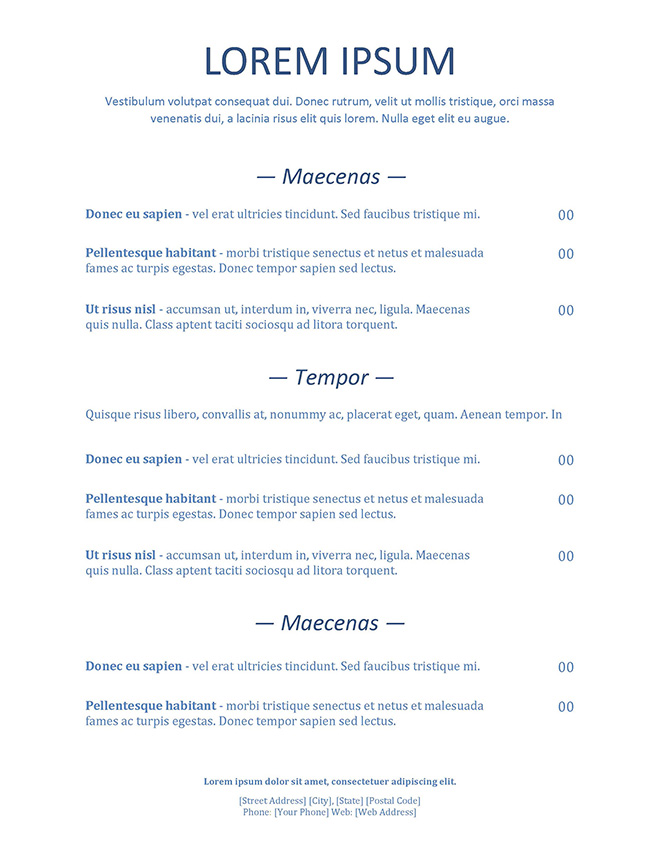 LOREM IPSUM
Vestibulum volutpat consequat dui. Donec rutrum, velit ut mollis tristique, orci massa
venenatis dui, a lacinia risus elit quis lorem. Nulla eget elit eu augue.
— Maecenas —
Donec eu sapien - vel erat ultricies tincidunt. Sed faucibus tristique mi. 00
Pellentesque habitant - morbi tristique senectus et netus et malesuada 00
fames ac turpis egestas. Donec tempor sapien sed lectus.
Ut risus nisl - accumsan ut, interdum in, viverra nec, ligula. Maecenas 00
quis nulla. Class aptent taciti sociosqu ad litora torquent.
— Tempor —
Quisque risus libero, convallis at, nonummy ac, placerat eget, quam. Aenean tempor. In
Donec eu sapien - vel erat ultricies tincidunt. Sed faucibus tristique mi. 00
Pellentesque habitant - morbi tristique senectus et netus et malesuada 00
fames ac turpis egestas. Donec tempor sapien sed lectus.
Ut risus nisl - accumsan ut, interdum in, viverra nec, ligula. Maecenas 00
quis nulla. Class aptent taciti sociosqu ad litora torquent.
— Maecenas —
Donec eu sapien - vel erat ultricies tincidunt. Sed faucibus tristique mi. 00
Pellentesque habitant - morbi tristique senectus et netus et malesuada 00
fames ac turpis egestas. Donec tempor sapien sed lectus.
Lorem ipsum dolor sit amet, consectetuer adipiscing elit.
[Street Address] [City], [State] [Postal Code]
Phone: [Your Phone] Web: [Web Address]